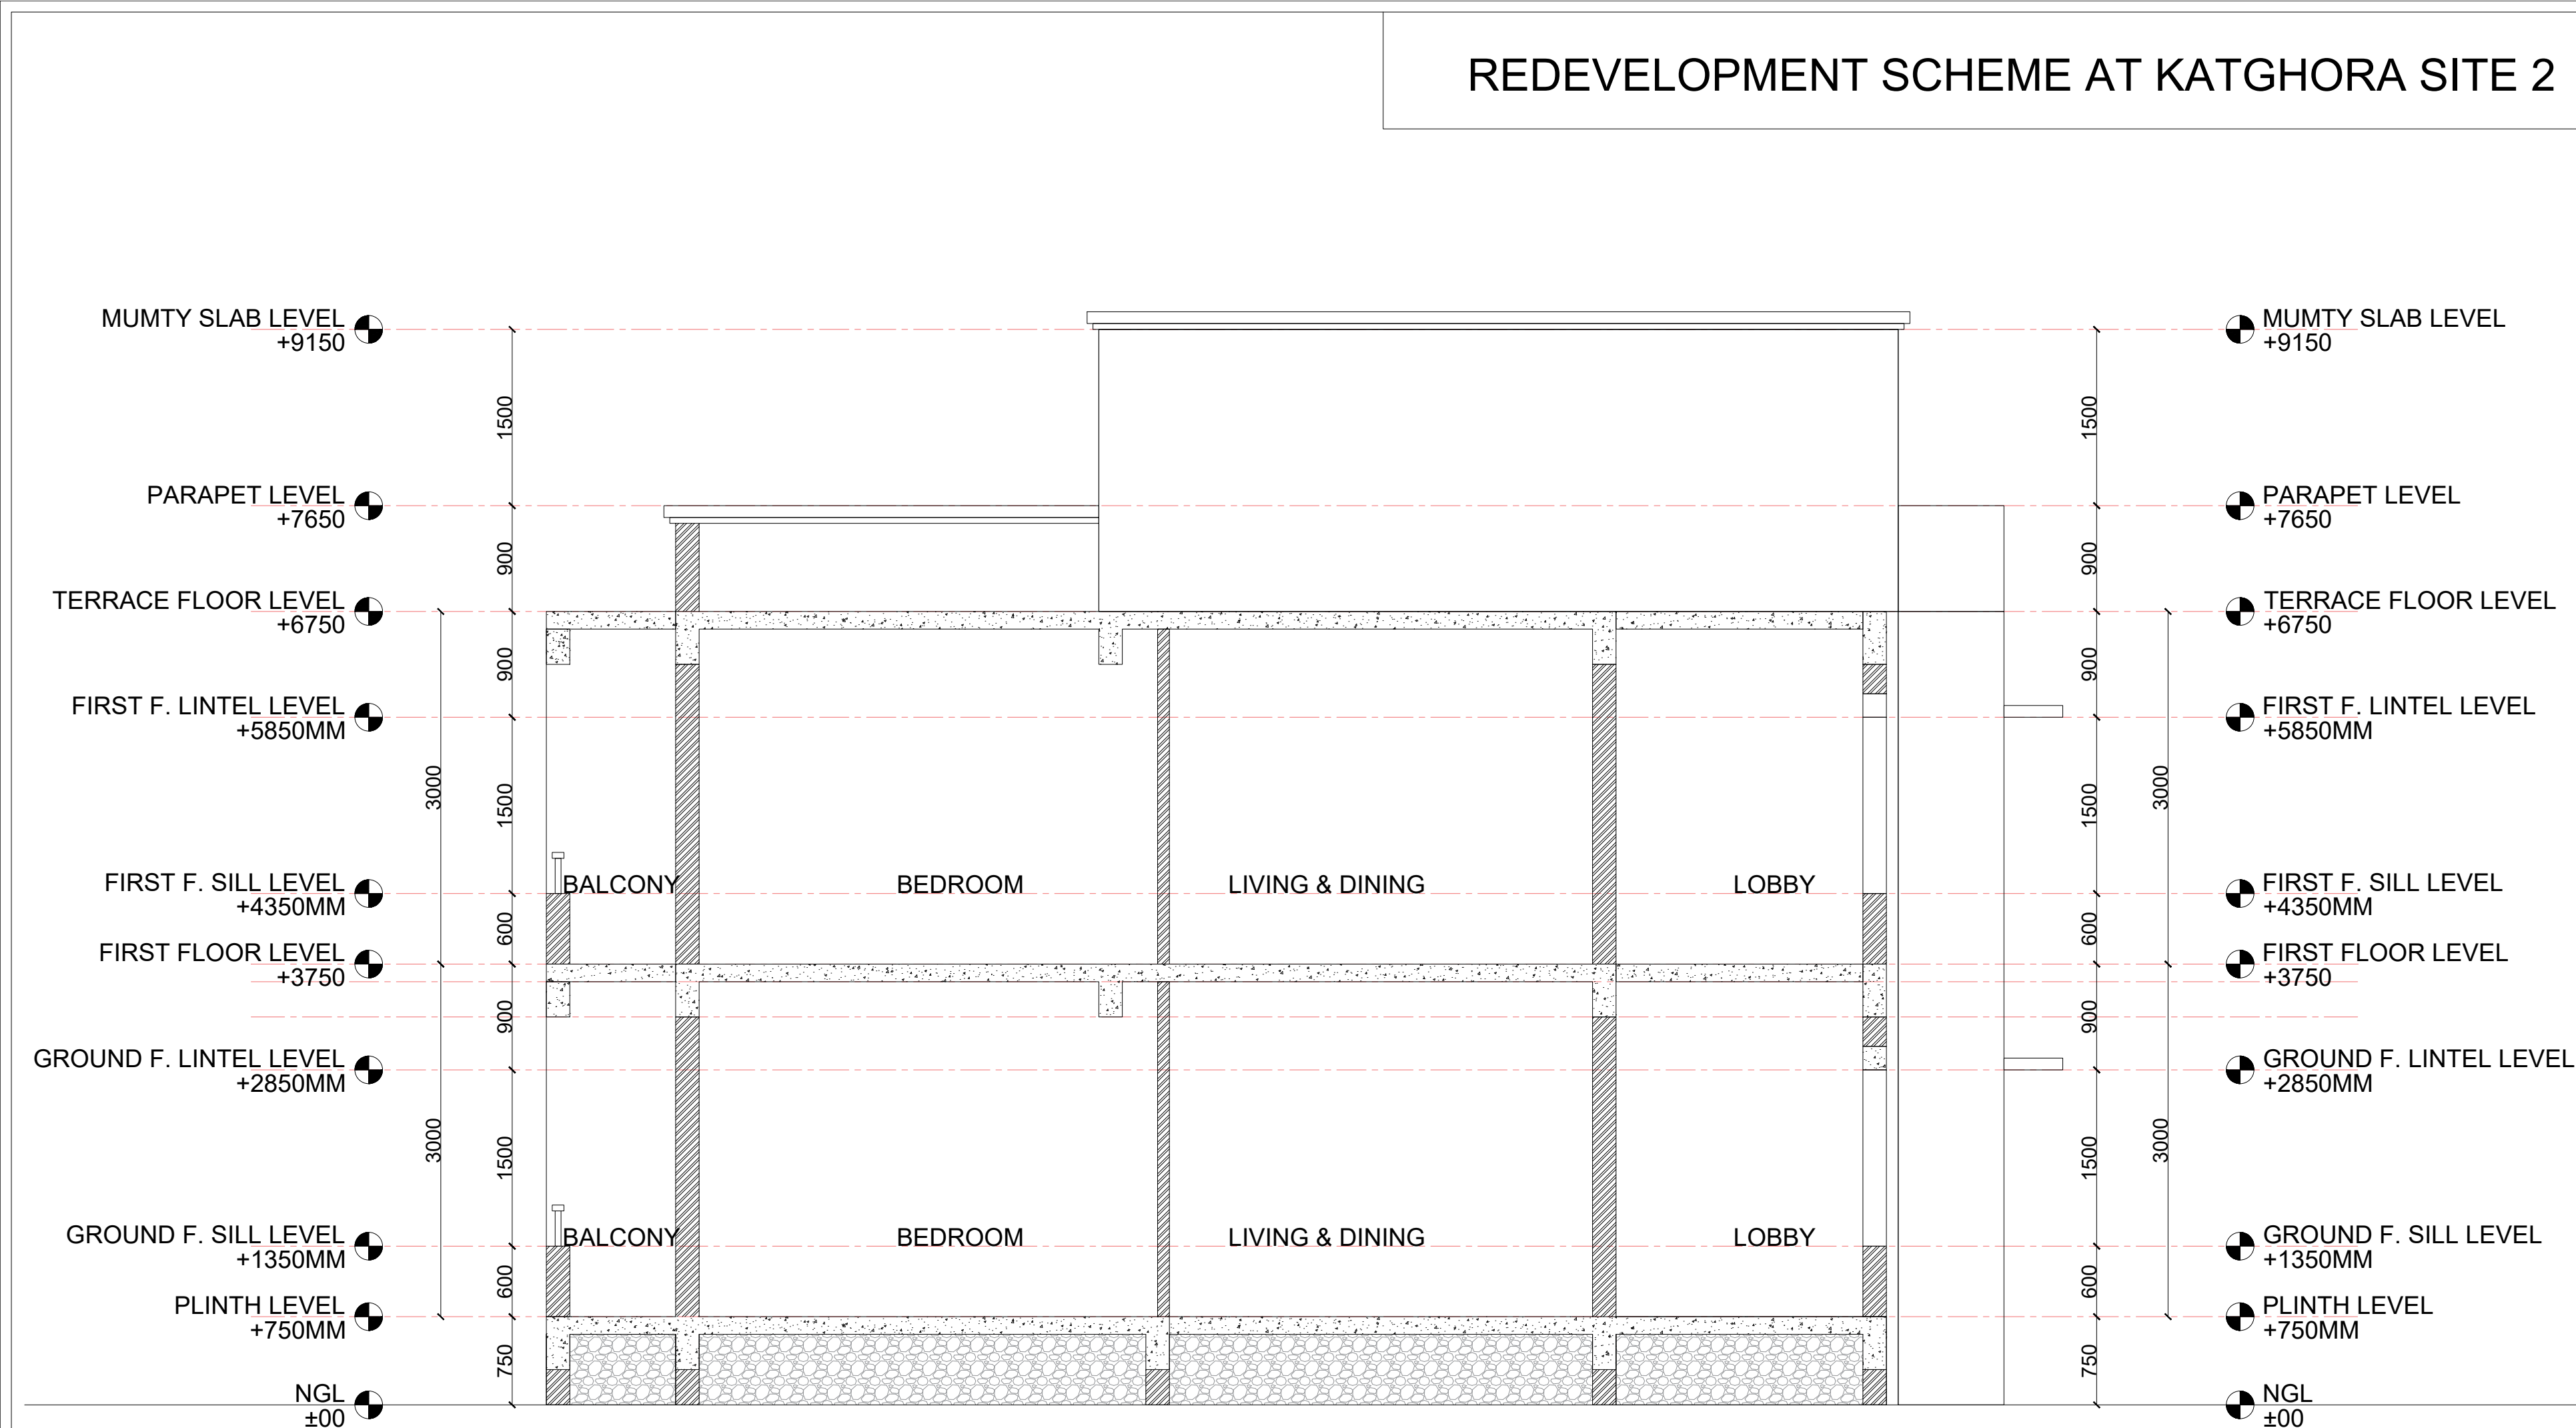 REDEVELOPMENT SCHEME AT KATGHORA SITE 2
MUMTY SLAB LEVEL
+9150
MUMTY SLAB LEVEL
+9150
1500
1500
PARAPET LEVEL
+7650
PARAPET LEVEL
+7650
900
900
TERRACE FLOOR LEVEL
+6750
TERRACE FLOOR LEVEL
+6750
900
900
FIRST F. LINTEL LEVEL
+5850MM
FIRST F. LINTEL LEVEL
+5850MM
3000
1500
1500
3000
FIRST F. SILL LEVEL
+4350MM
BALCONY
BEDROOM
LIVING & DINING
LOBBY
FIRST F. SILL LEVEL
+4350MM
600
600
FIRST FLOOR LEVEL
+3750
FIRST FLOOR LEVEL
+3750
900
900
GROUND F. LINTEL LEVEL
+2850MM
GROUND F. LINTEL LEVEL
+2850MM
3000
1500
1500
3000
GROUND F. SILL LEVEL
+1350MM
BALCONY
BEDROOM
LIVING & DINING
LOBBY
GROUND F. SILL LEVEL
+1350MM
600
600
PLINTH LEVEL
+750MM
PLINTH LEVEL
+750MM
750
750
NGL
±00
NGL
±00